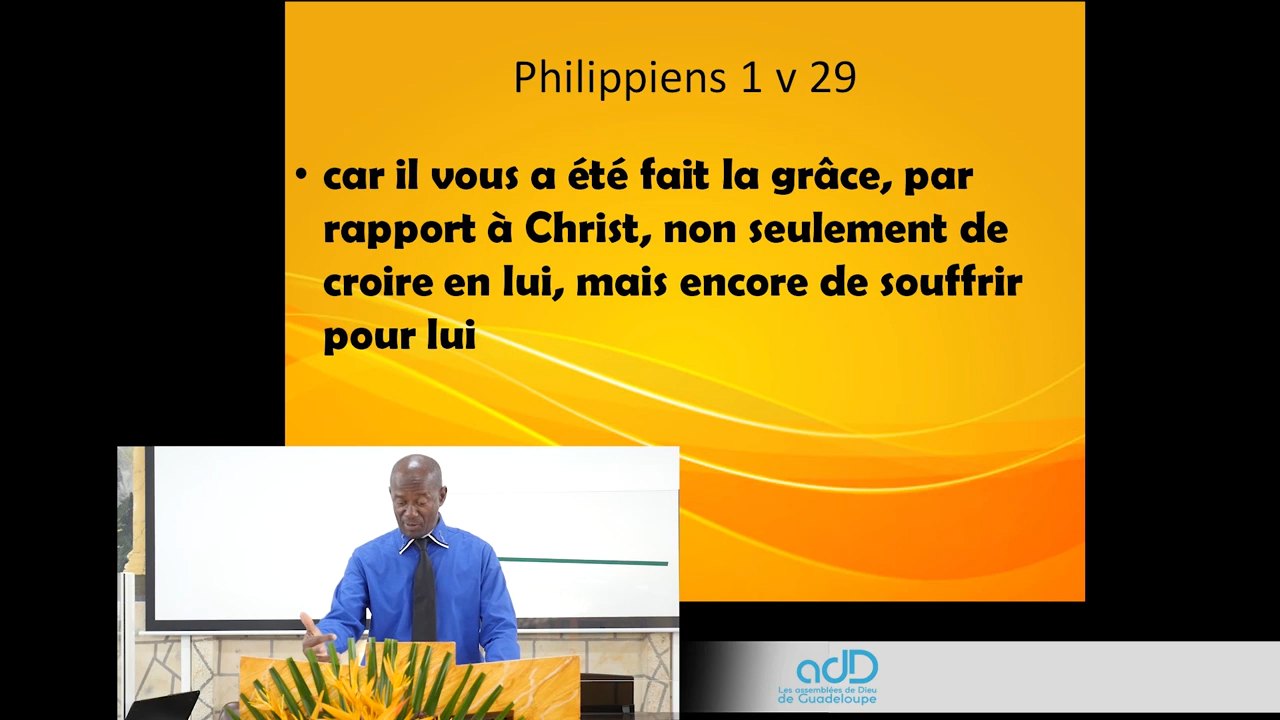 Philippiens 1 v 29
• car il vous a été fait la grâce, par
rapport à Christ, non seulement de
croire en lui, mais encore de souffrir
pour lui
adD
Les assemblées de Dieu
de Guadeloupe